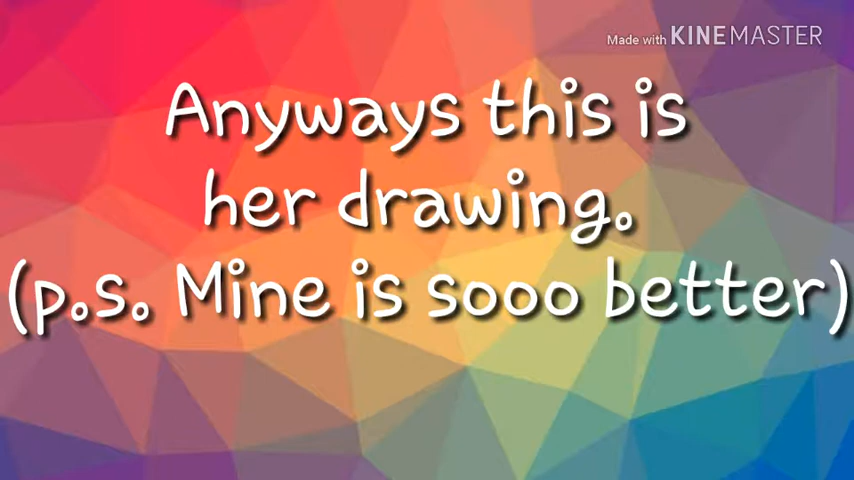 Made with KINEMASTER
Anyways this is
her drawing.
(p.s. Mine is sooo better)